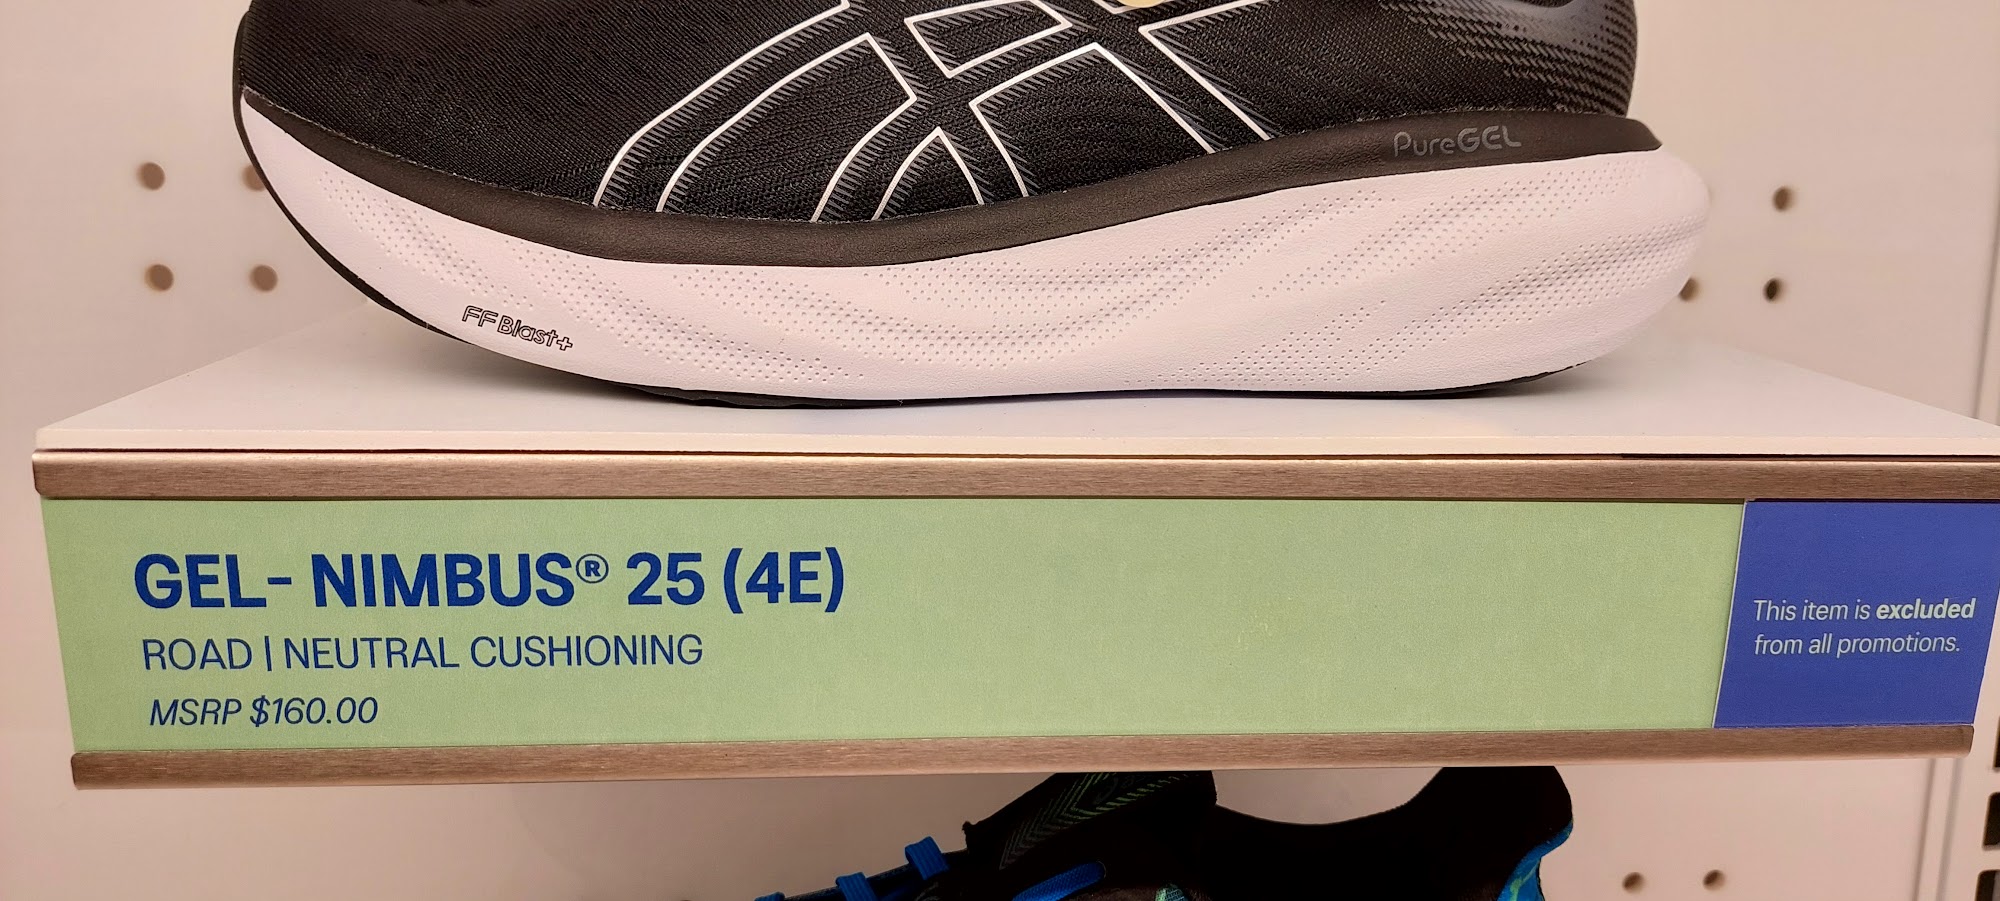 PureGEL
FF Blast+
GEL- NIMBUS® 25 (4E)
ROAD | NEUTRAL CUSHIONING
MSRP $160.00
This item is excluded
from all promotions.